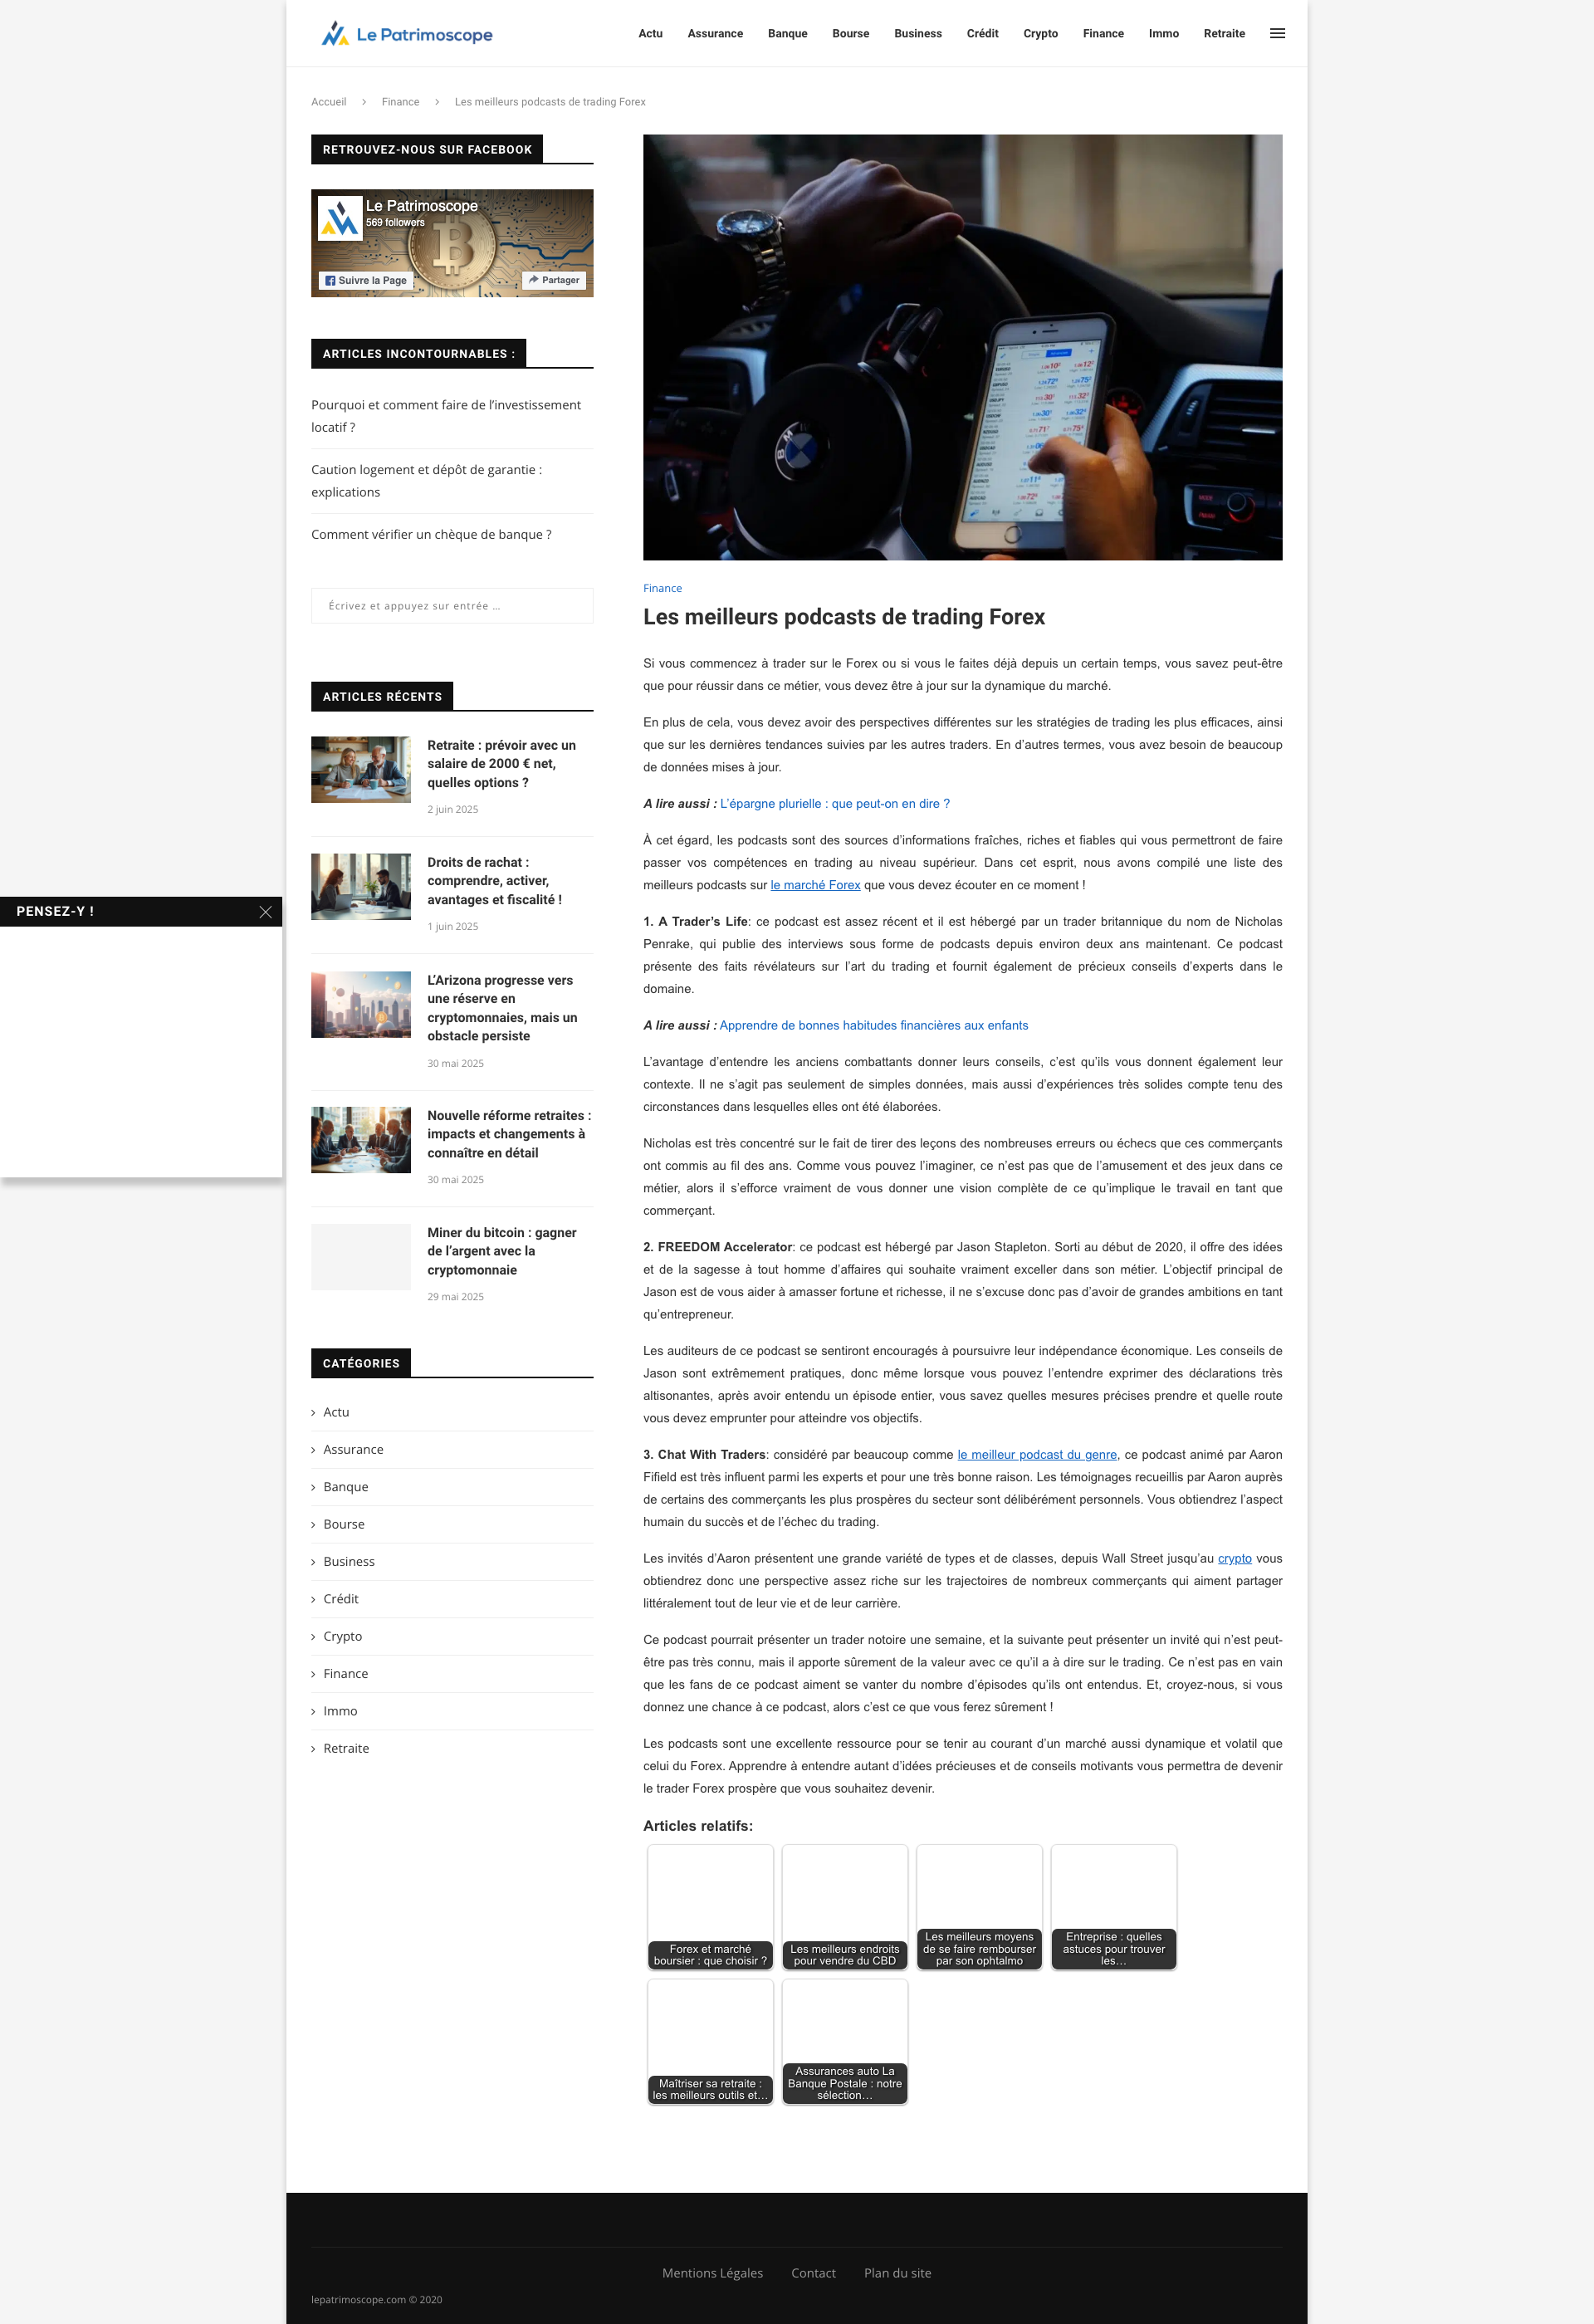 Le Patrimoscope
Actu Assurance Banque Bourse Business Crédit Crypto Finance Immo Retraite
Accueil > Finance > Les meilleurs podcasts de trading Forex
RETROUVEZ-NOUS SUR FACEBOOK
Le Patrimoscope
569 followers
Suivre la Page
Partager
ARTICLES INCONTOURNABLES :
Pourquoi et comment faire de l’investissement
locatif ?
Caution logement et dépôt de garantie :
explications
Comment vérifier un chèque de banque ?
Écrivez et appuyez sur entrée …
ARTICLES RÉCENTS
Retraite : prévoir avec un
salaire de 2000 € net,
quelles options ?
2 juin 2025
Droits de rachat :
comprendre, activer,
avantages et fiscalité !
1 juin 2025
L’Arizona progresse vers
une réserve en
cryptomonnaies, mais un
obstacle persiste
30 mai 2025
Nouvelle réforme retraites :
impacts et changements à
connaître en détail
30 mai 2025
Miner du bitcoin : gagner
de l’argent avec la
cryptomonnaie
29 mai 2025
CATÉGORIES
Actu
Assurance
Banque
Bourse
Business
Crédit
Crypto
Finance
Immo
Retraite
PENSEZ-Y !
Finance
Les meilleurs podcasts de trading Forex
Si vous commencez à trader sur le Forex ou si vous le faites déjà depuis un certain temps, vous savez peut-être
que pour réussir dans ce métier, vous devez être à jour sur la dynamique du marché.
En plus de cela, vous devez avoir des perspectives différentes sur les stratégies de trading les plus efficaces, ainsi
que sur les dernières tendances suivies par les autres traders. En d’autres termes, vous avez besoin de beaucoup
de données mises à jour.
A lire aussi : L’épargne plurielle : que peut-on en dire ?
À cet égard, les podcasts sont des sources d’informations fraîches, riches et fiables qui vous permettront de faire
passer vos compétences en trading au niveau supérieur. Dans cet esprit, nous avons compilé une liste des
meilleurs podcasts sur le marché Forex que vous devez écouter en ce moment !
1. A Trader’s Life: ce podcast est assez récent et il est hébergé par un trader britannique du nom de Nicholas
Penrake, qui publie des interviews sous forme de podcasts depuis environ deux ans maintenant. Ce podcast
présente des faits révélateurs sur l’art du trading et fournit également de précieux conseils d’experts dans le
domaine.
A lire aussi : Apprendre de bonnes habitudes financières aux enfants
L’avantage d’entendre les anciens combattants donner leurs conseils, c’est qu’ils vous donnent également leur
contexte. Il ne s’agit pas seulement de simples données, mais aussi d’expériences très solides compte tenu des
circonstances dans lesquelles elles ont été élaborées.
Nicholas est très concentré sur le fait de tirer des leçons des nombreuses erreurs ou échecs que ces commerçants
ont commis au fil des ans. Comme vous pouvez l’imaginer, ce n’est pas que de l’amusement et des jeux dans ce
métier, alors il s’efforce vraiment de vous donner une vision complète de ce qu’implique le travail en tant que
commerçant.
2. FREEDOM Accelerator: ce podcast est hébergé par Jason Stapleton. Sorti au début de 2020, il offre des idées
et de la sagesse à tout homme d’affaires qui souhaite vraiment exceller dans son métier. L’objectif principal de
Jason est de vous aider à amasser fortune et richesse, il ne s’excuse donc pas d’avoir de grandes ambitions en tant
qu’entrepreneur.
Les auditeurs de ce podcast se sentiront encouragés à poursuivre leur indépendance économique. Les conseils de
Jason sont extrêmement pratiques, donc même lorsque vous pouvez l’entendre exprimer des déclarations très
altisonantes, après avoir entendu un épisode entier, vous savez quelles mesures précises prendre et quelle route
vous devez emprunter pour atteindre vos objectifs.
3. Chat With Traders: considéré par beaucoup comme le meilleur podcast du genre, ce podcast animé par Aaron
Fifield est très influent parmi les experts et pour une très bonne raison. Les témoignages recueillis par Aaron auprès
de certains des commerçants les plus prospères du secteur sont délibérément personnels. Vous obtiendrez l’aspect
humain du succès et de l’échec du trading.
Les invités d’Aaron présentent une grande variété de types et de classes, depuis Wall Street jusqu’au crypto vous
obtiendrez donc une perspective assez riche sur les trajectoires de nombreux commerçants qui aiment partager
littéralement tout de leur vie et de leur carrière.
Ce podcast pourrait présenter un trader notoire une semaine, et la suivante peut présenter un invité qui n’est peut-
être pas très connu, mais il apporte sûrement de la valeur avec ce qu’il a à dire sur le trading. Ce n’est pas en vain
que les fans de ce podcast aiment se vanter du nombre d’épisodes qu’ils ont entendus. Et, croyez-nous, si vous
donnez une chance à ce podcast, alors c’est ce que vous ferez sûrement !
Les podcasts sont une excellente ressource pour se tenir au courant d’un marché aussi dynamique et volatil que
celui du Forex. Apprendre à entendre autant d’idées précieuses et de conseils motivants vous permettra de devenir
le trader Forex prospère que vous souhaitez devenir.
Articles relatifs:
Forex et marché
boursier : que choisir ?
Les meilleurs endroits
pour vendre du CBD
Les meilleurs moyens
de se faire rembourser
par son ophtalmo
Entreprise : quelles
astuces pour trouver
les…
Maîtriser sa retraite :
les meilleurs outils et…
Assurances auto La
Banque Postale : notre
sélection…
Mentions Légales Contact Plan du site
lepatrimoscope.com © 2020